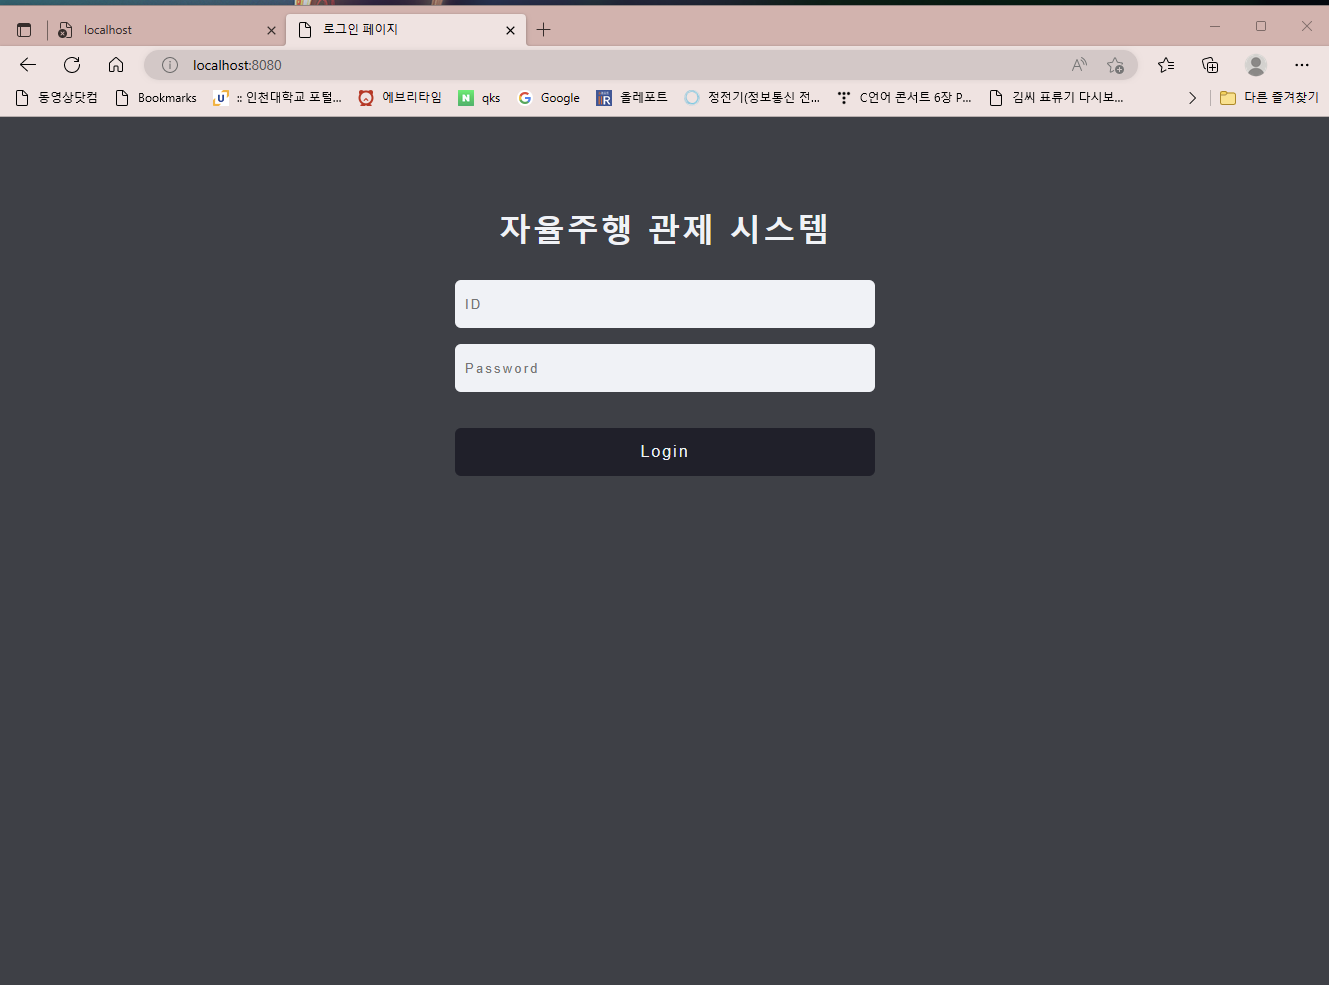 localhost
로그인 페이지
localhost:8080
동영상닷컴 Bookmarks :: 인천대학교 포털... 에브리타임 qks Google 올레포트 정전기(정보통신 전... C언어 콘서트 6장 P... 김씨 표류기 다시보... 다른 즐겨찾기
자율주행 관제 시스템
ID
Password
Login